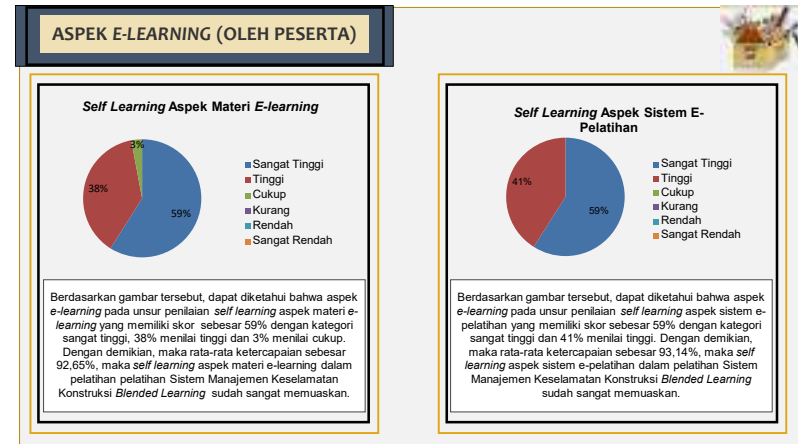 ASPEK E-LEARNING (OLEH PESERTA)
Self Learning Aspek Materi E-learning
3%
38%
59%
Sangat Tinggi
Tinggi
Cukup
Kurang
Rendah
Sangat Rendah
Berdasarkan gambar tersebut, dapat diketahui bahwa aspek
e-learning pada unsur penilaian self learning aspek materi e-
learning yang memiliki skor sebesar 59% dengan kategori
sangat tinggi, 38% menilai tinggi dan 3% menilai cukup.
Dengan demikian, maka rata-rata ketercapaian sebesar
92,65%, maka self learning aspek materi e-learning dalam
pelatihan pelatihan Sistem Manajemen Keselamatan
Konstruksi Blended Learning sudah sangat memuaskan.
Self Learning Aspek Sistem E-
Pelatihan
41%
59%
Sangat Tinggi
Tinggi
Cukup
Kurang
Rendah
Sangat Rendah
Berdasarkan gambar tersebut, dapat diketahui bahwa aspek
e-learning pada unsur penilaian self learning aspek sistem e-
pelatihan yang memiliki skor sebesar 59% dengan kategori
sangat tinggi dan 41% menilai tinggi. Dengan demikian,
maka rata-rata ketercapaian sebesar 93,14%, maka self
learning aspek sistem e-pelatihan dalam pelatihan Sistem
Manajemen Keselamatan Konstruksi Blended Learning
sudah sangat memuaskan.